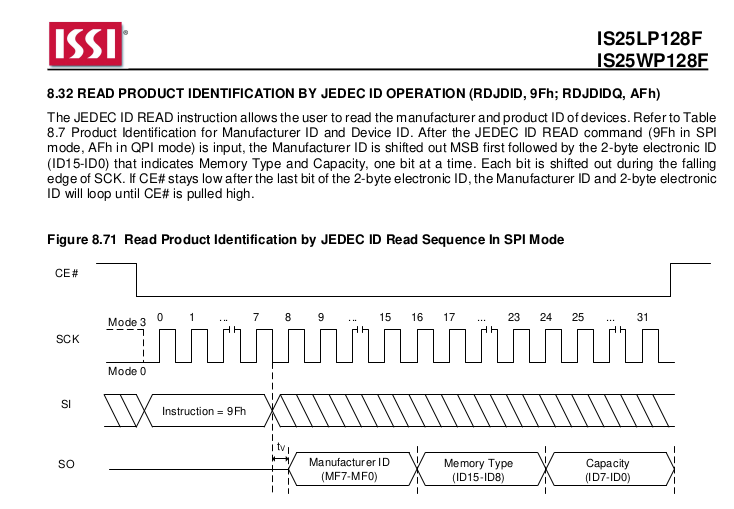 ISSI®
IS25LP128F
IS25WP128F
8.32 READ PRODUCT IDENTIFICATION BY JEDEC ID OPERATION (RDJDID, 9Fh; RDJDIDQ, AFh)
The JEDEC ID READ instruction allows the user to read the manufacturer and product ID of devices. Refer to Table
8.7 Product Identification for Manufacturer ID and Device ID. After the JEDEC ID READ command (9Fh in SPI
mode, AFh in QPI mode) is input, the Manufacturer ID is shifted out MSB first followed by the 2-byte electronic ID
(ID15-ID0) that indicates Memory Type and Capacity, one bit at a time. Each bit is shifted out during the falling
edge of SCK. If CE# stays low after the last bit of the 2-byte electronic ID, the Manufacturer ID and 2-byte electronic
ID will loop until CE# is pulled high.
Figure 8.71 Read Product Identification by JEDEC ID Read Sequence In SPI Mode
CE#
Mode 3 0 1 ... 7 8 9 ... 15 16 17 ... 23 24 25 ... 31
SCK
Mode 0
SI
Instruction = 9Fh
tV
SO
Manufacturer ID Memory Type Capacity
(MF7-MF0) (ID15-ID8) (ID7-ID0)